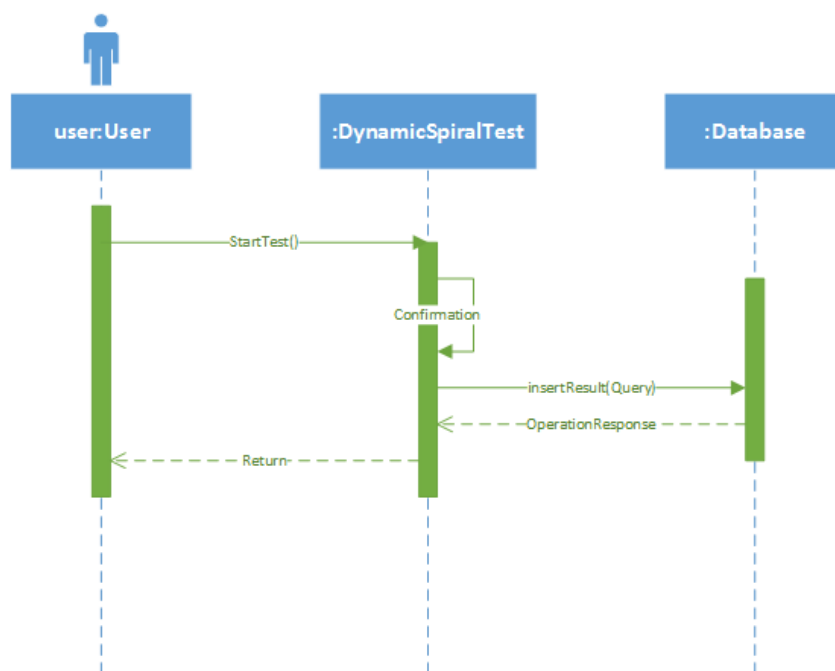 user:User
:DynamicSpiralTest
:Database
StartTest()
Confirmation
insertResult(Query)
OperationResponse
Return